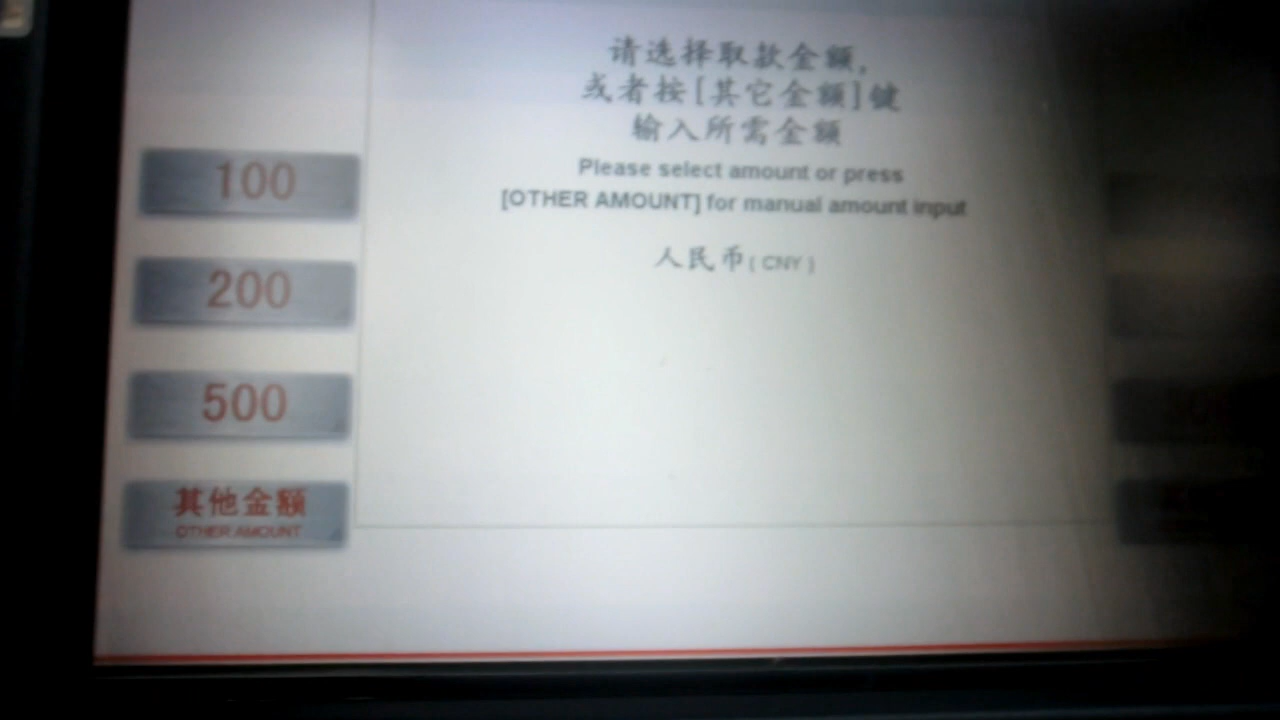 请选择取款金额,
或者按[其它金额]键
输入所需金额
Please select amount or press
[OTHER AMOUNT] for manual amount input
人民币(CNY)
100
200
500
其他金额
OTHER AMOUNT